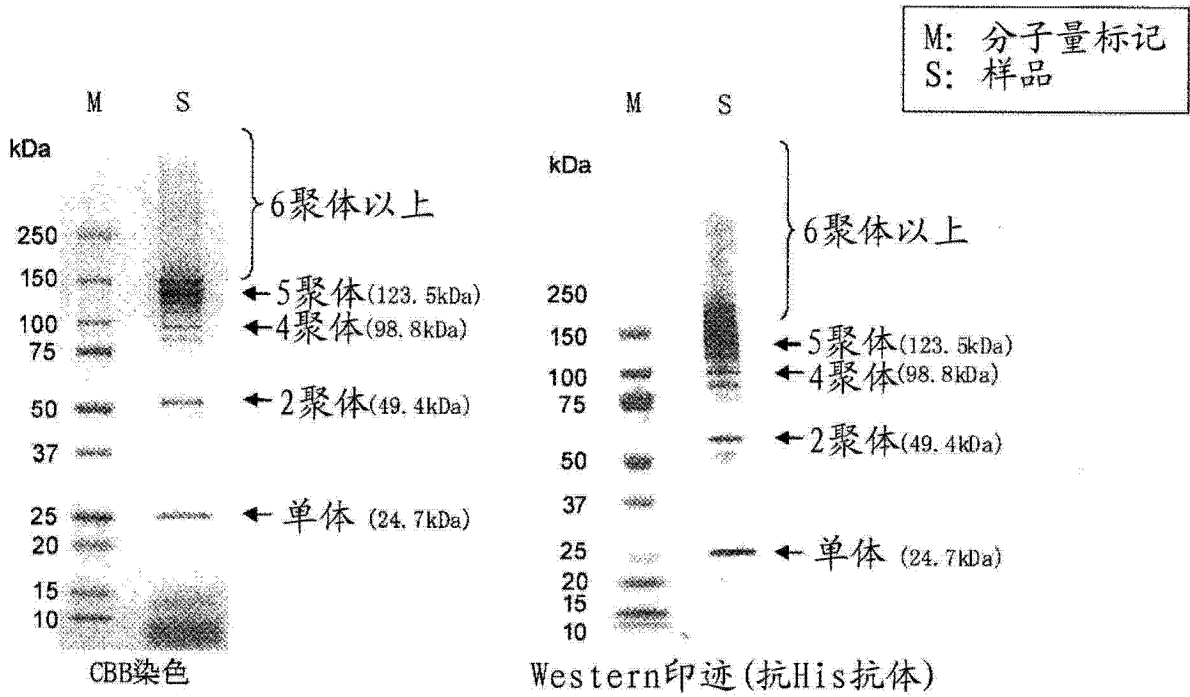 M: 分子量标记
S: 样品
M S
kDa
250
150
100
75
50
37
25
20
15
10
6聚体以上
5聚体(123.5kDa)
4聚体(98.8kDa)
2聚体(49.4kDa)
单体 (24.7kDa)
CBB染色
M S
kDa
250
150
100
75
50
37
25
20
15
10
6聚体以上
5聚体(123.5kDa)
4聚体(98.8kDa)
2聚体(49.4kDa)
单体 (24.7kDa)
Western印迹(抗His抗体)